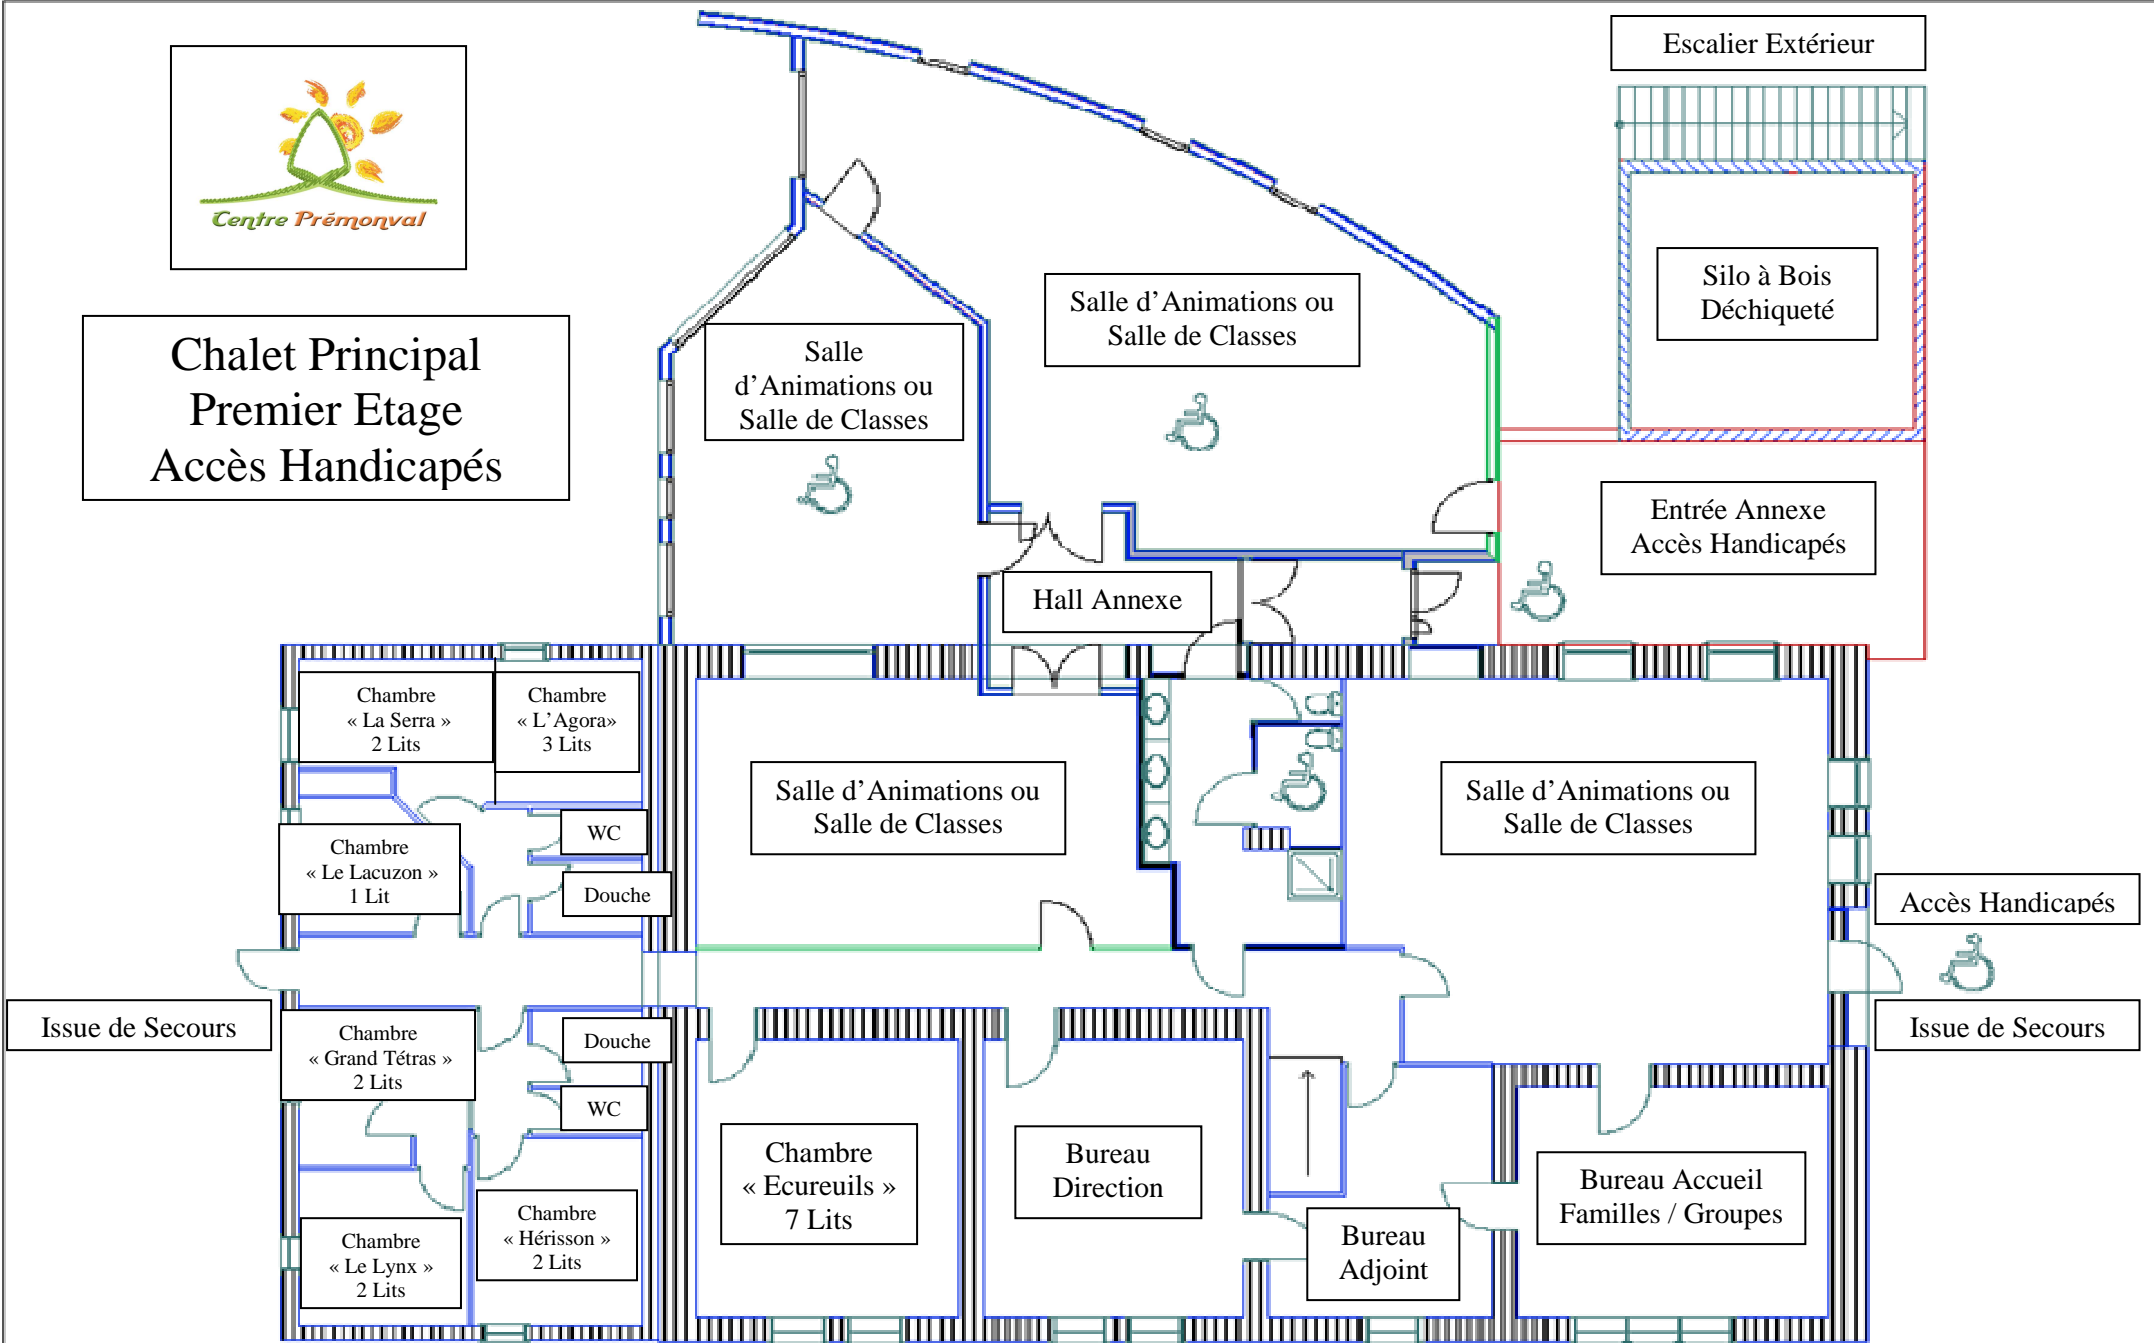 Escalier Extérieur
Centre Prémonval
Silo à Bois
Déchiqueté
Chalet Principal
Premier Etage
Accès Handicapés
Salle
d’Animations ou
Salle de Classes
Salle d’Animations ou
Salle de Classes
Entrée Annexe
Accès Handicapés
Hall Annexe
Chambre
« La Serra »
2 Lits
Chambre
« L’Agora»
3 Lits
Salle d’Animations ou
Salle de Classes
Salle d’Animations ou
Salle de Classes
WC
Chambre
« Le Lacuzon »
1 Lit
Douche
Accès Handicapés
Issue de Secours
Issue de Secours
Chambre
« Grand Tétras »
2 Lits
Douche
WC
Chambre
« Ecureuils »
7 Lits
Bureau
Direction
Bureau Accueil
Familles / Groupes
Chambre
« Le Lynx »
2 Lits
Chambre
« Hérisson »
2 Lits
Bureau
Adjoint